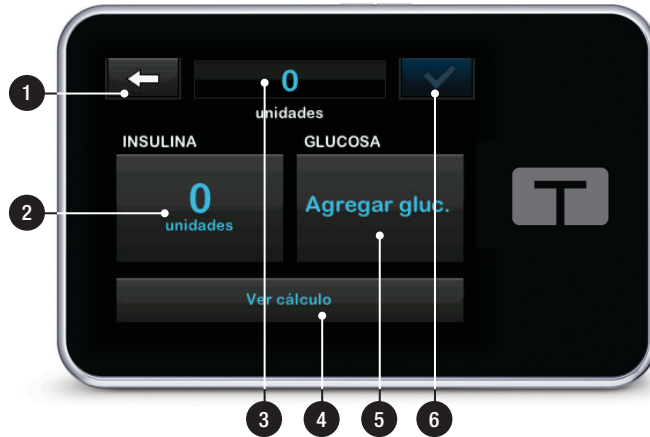 0
unidades
INSULINA
GLUCOSA
0
unidades
Agregar gluc.
Ver cálculo
1
2
3
4
5
6
T